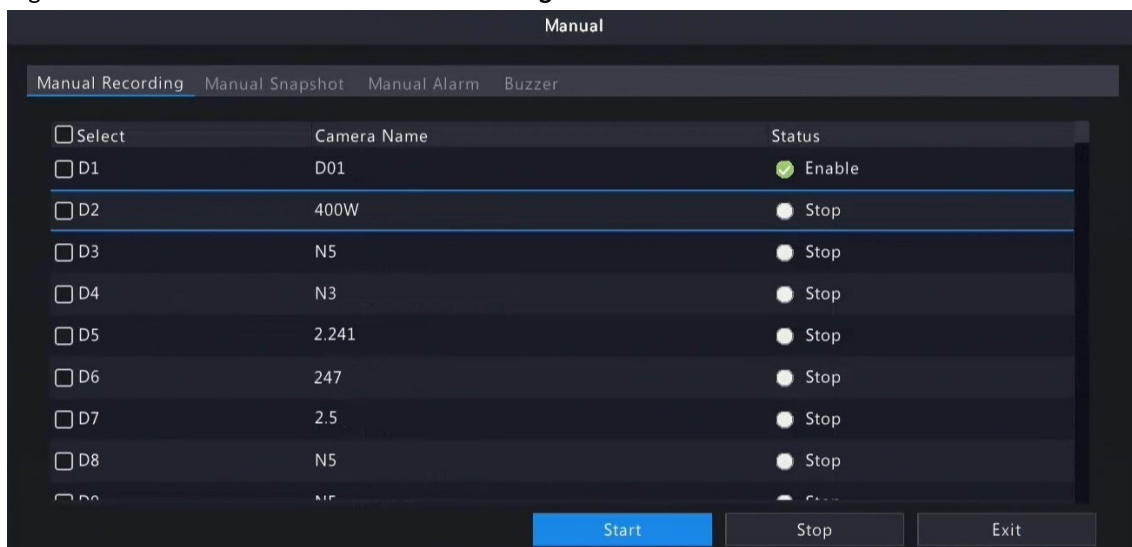 Manual
Manual Recording Manual Snapshot Manual Alarm Buzzer
Select Camera Name Status
D1 D01 Enable
D2 400W Stop
D3 N5 Stop
D4 N3 Stop
D5 2.241 Stop
D6 247 Stop
D7 2.5 Stop
D8 N5 Stop
Start Stop Exit